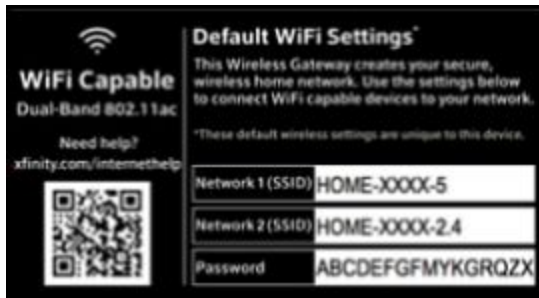 WiFi Capable
Dual-Band 802.11ac
Need help?
xfinity.com/internethelp
Default WiFi Settings*
This Wireless Gateway creates your secure,
wireless home network. Use the settings below
to connect WiFi capable devices to your network.
*These default wireless settings are unique to this device.
Network 1 (SSID) HOME-XXXX-5
Network 2 (SSID) HOME-XXXX-2.4
Password ABCDEFGFMYKGRQZX